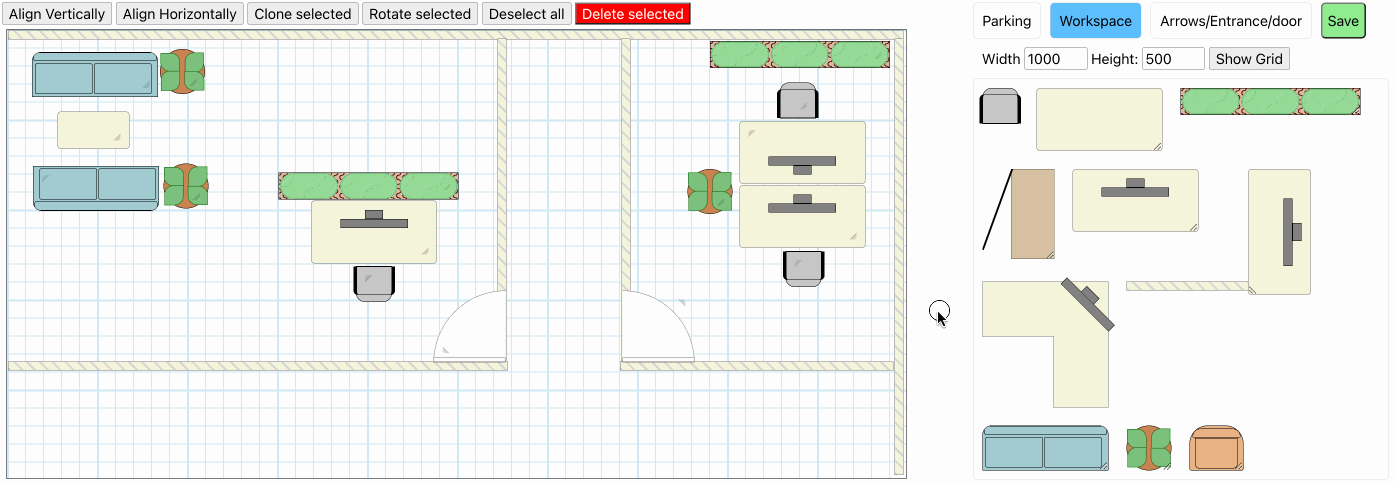 Align Vertically Align Horizontally Clone selected Rotate selected Deselect all Delete selected
Parking Workspace Arrows/Entrance/door Save
Width 1000 Height: 500 Show Grid